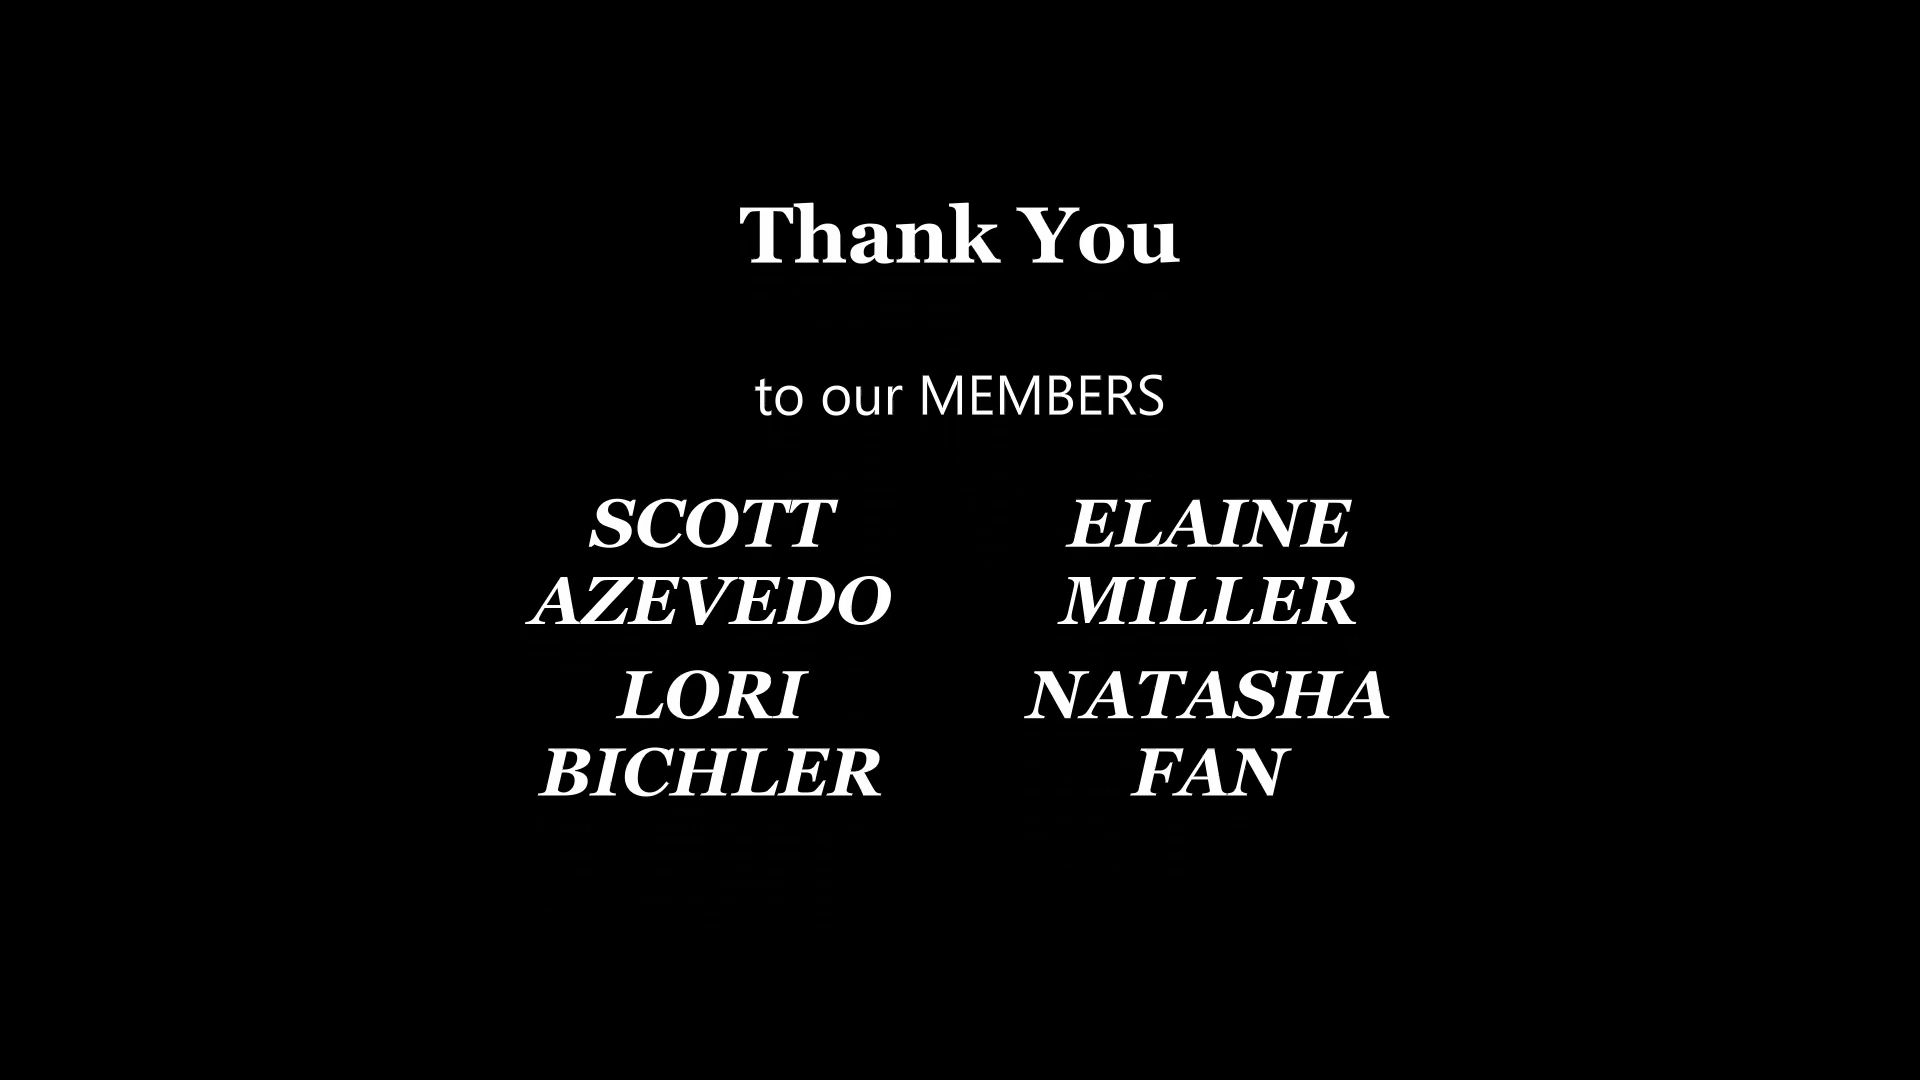 Thank You
to our MEMBERS
SCOTT
AZEVEDO
ELAINE
MILLER
LORI
BICHLER
NATASHA
FAN